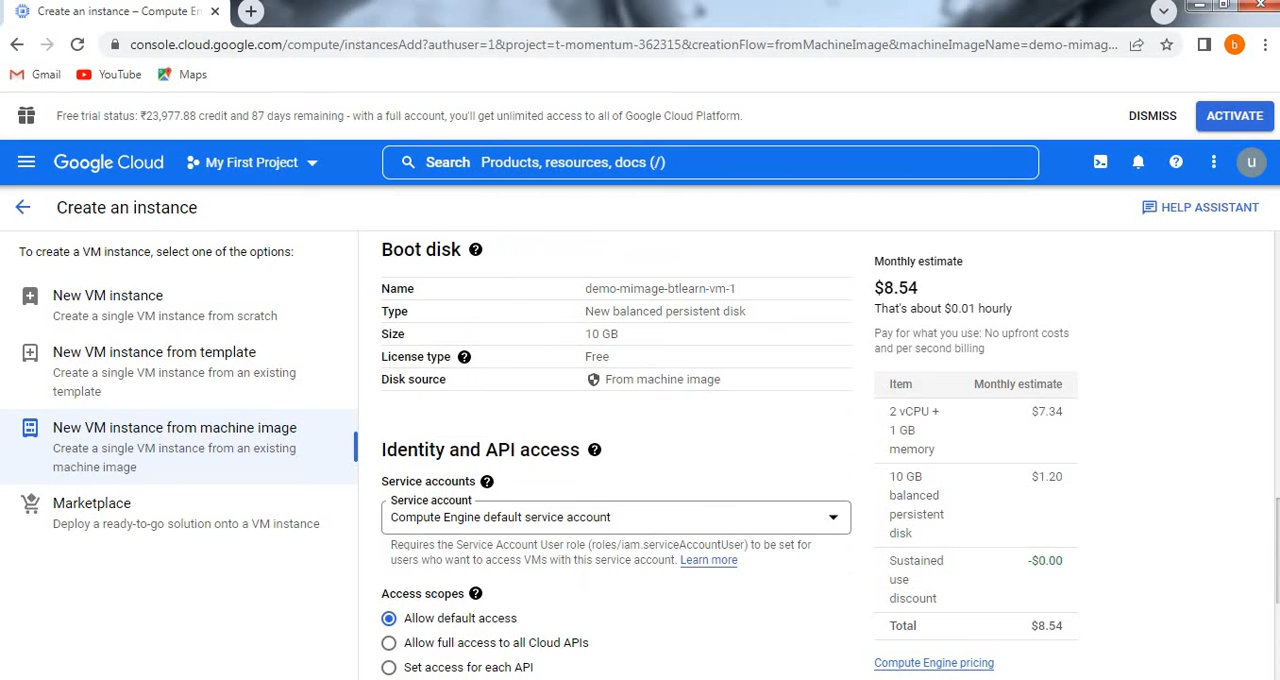 Create an instance – Compute En
console.cloud.google.com/compute/instancesAdd?authuser=1&project=t-momentum-362315&creationFlow=fromMachineImage&machineImageName=demo-mimag...
b
Gmail
YouTube
Maps
Free trial status: ₹23,977.88 credit and 87 days remaining - with a full account, you'll get unlimited access to all of Google Cloud Platform.
DISMISS
ACTIVATE
Google Cloud
My First Project
Search Products, resources, docs (/)
u
Create an instance
HELP ASSISTANT
To create a VM instance, select one of the options:
New VM instance
Create a single VM instance from scratch
New VM instance from template
Create a single VM instance from an existing
template
New VM instance from machine image
Create a single VM instance from an existing
machine image
Marketplace
Deploy a ready-to-go solution onto a VM instance
Boot disk
Name demo-mimage-btlearn-vm-1
Type New balanced persistent disk
Size 10 GB
License type Free
Disk source From machine image
Identity and API access
Service accounts
Service account
Compute Engine default service account
Requires the Service Account User role (roles/iam.serviceAccountUser) to be set for
users who want to access VMs with this service account. Learn more
Access scopes
Allow default access
Allow full access to all Cloud APIs
Set access for each API
Monthly estimate
$8.54
That's about $0.01 hourly
Pay for what you use: No upfront costs
and per second billing
Item Monthly estimate
2 vCPU + $7.34
1 GB
memory
10 GB $1.20
balanced
persistent
disk
Sustained -$0.00
use
discount
Total $8.54
Compute Engine pricing